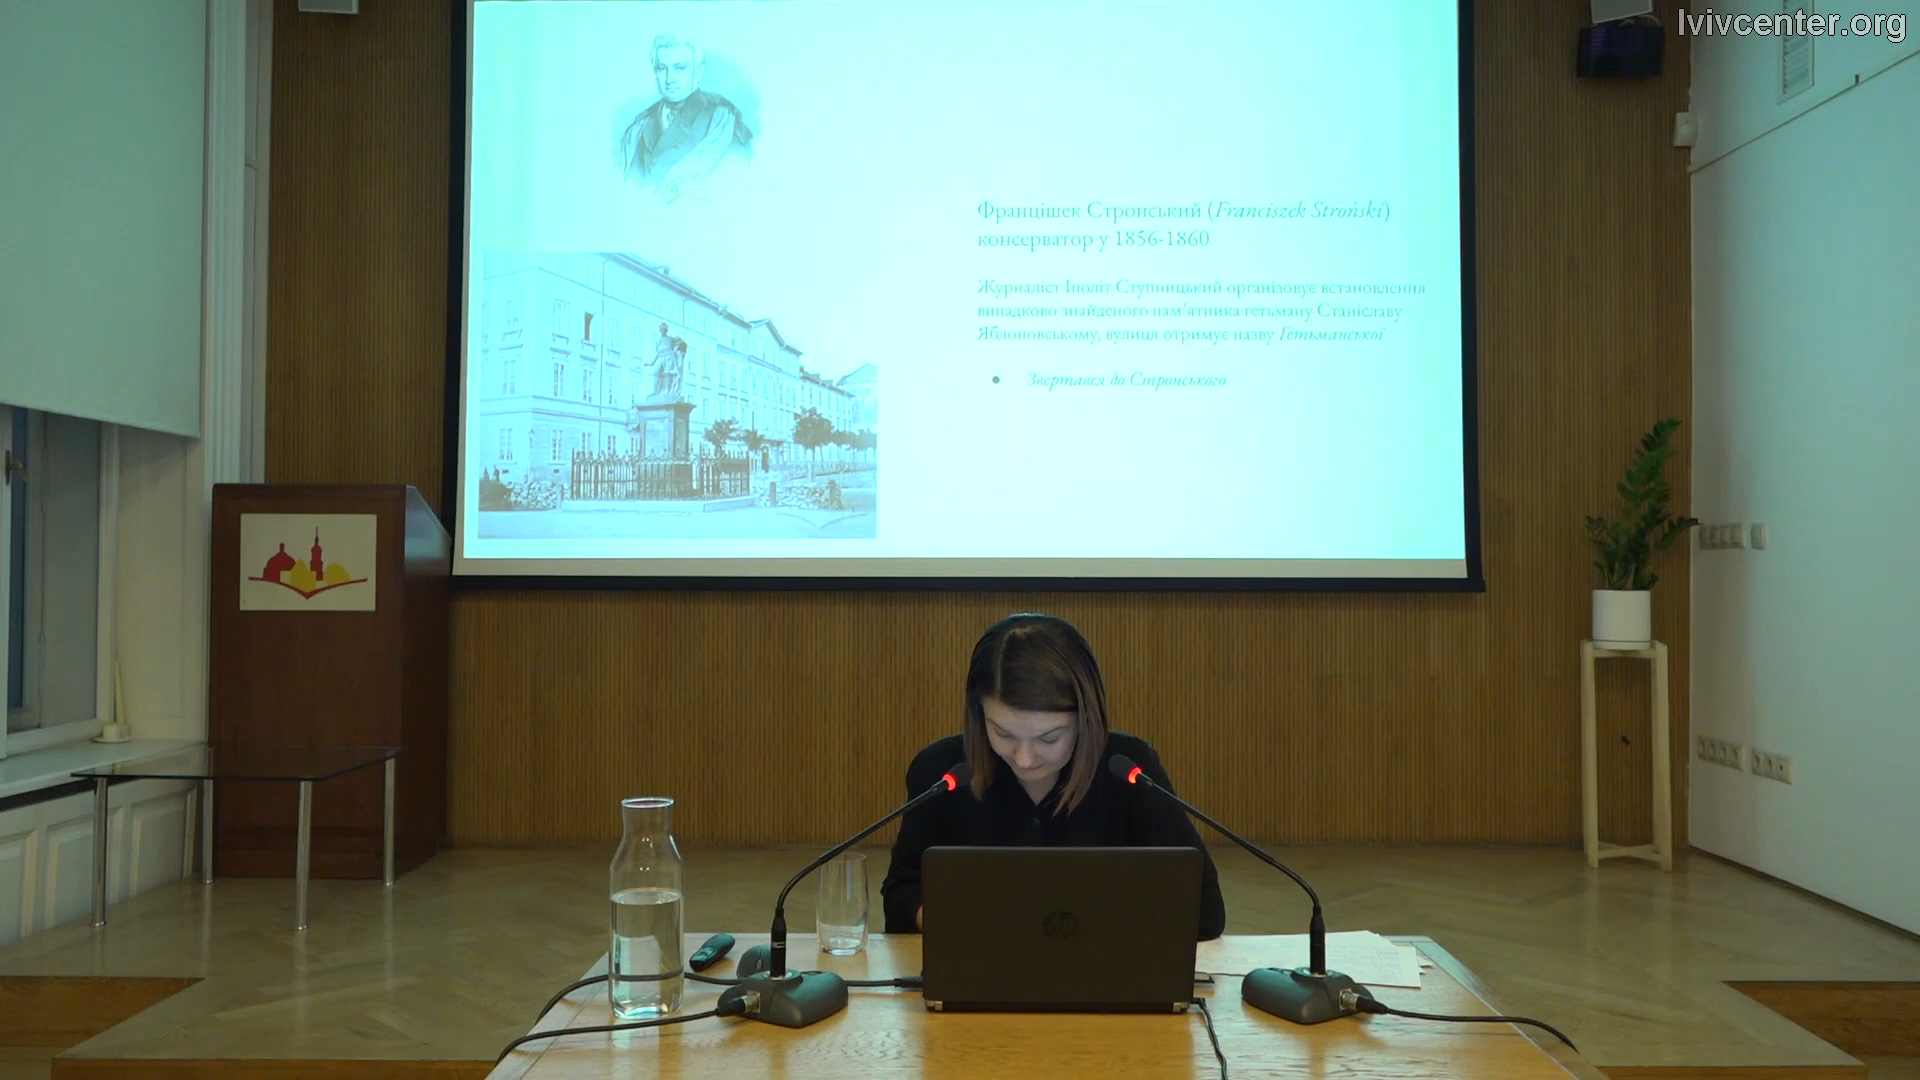 lvivcenter.org
Францішек Стронський (Franciszek Stroński)
консерватор у 1856-1860
Журналіст Іполіт Ступницький організовує встановлення
випадково знайденого пам'ятника гетьману Станіславу
Яблоновському, вулиця отримує назву Гетьманської
• Звертався до Стронського
hp